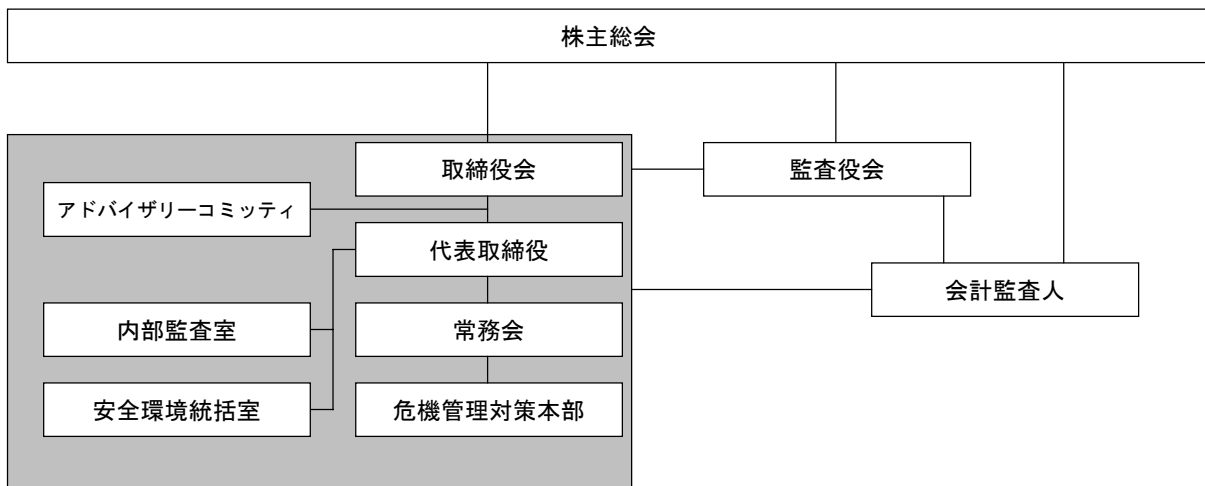 株主総会
取締役会
監査役会
アドバイザリーコミッティ
代表取締役
会計監査人
内部監査室
常務会
安全環境統括室
危機管理対策本部